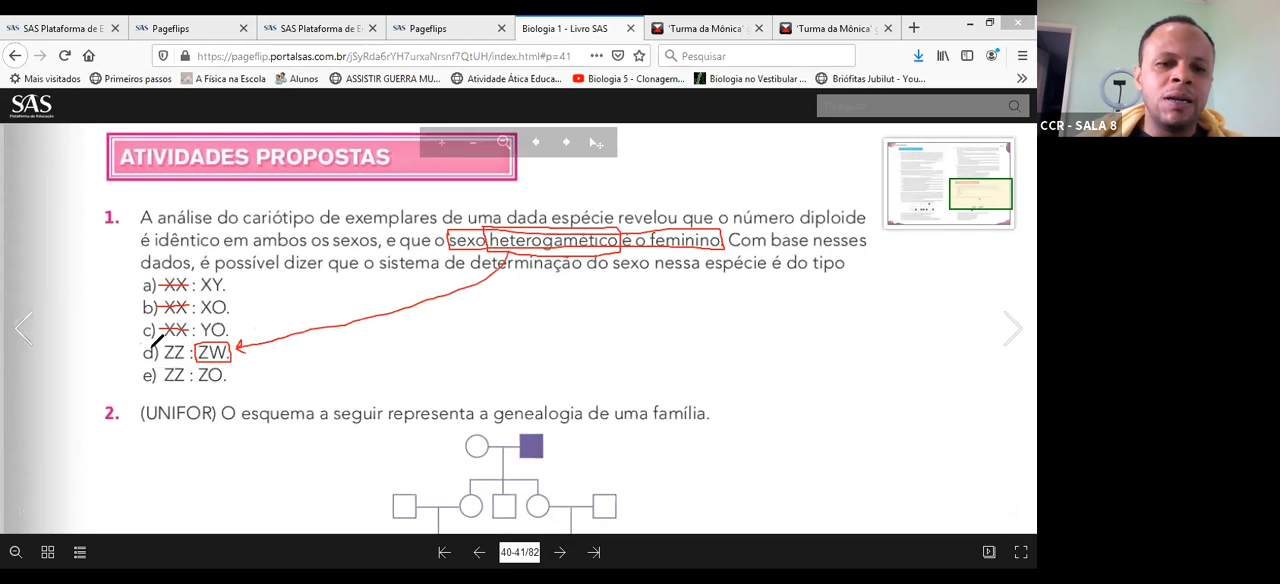 SAS Plataforma de E
Pageflips
SAS Plataforma de E
Pageflips
Biologia 1 - Livro SAS
'Turma da Mônica'
'Turma da Mônica'
https://pageflip.portalsas.com.br/jSyRda6rYH7urxaNrsnf7QtUH/index.html#p=41
Pesquisar
Mais visitados
Primeiros passos
A Física na Escola
Alunos
ASSISTIR GUERRA MU...
Atividade Ática Educa...
Biologia 5 - Clonagem...
Biologia no Vestibular ...
Briófitas Jubilut - You...
SAS
Plataforma de Educação
Pesquisa
CCR - SALA 8
ATIVIDADES PROPOSTAS
1. A análise do cariótipo de exemplares de uma dada espécie revelou que o número diploide
é idêntico em ambos os sexos, e que o sexo heterogamético é o feminino. Com base nesses
dados, é possível dizer que o sistema de determinação do sexo nessa espécie é do tipo
a) XX : XY.
b) XX : XO.
c) XX : YO.
d) ZZ : ZW.
e) ZZ : ZO.
2. (UNIFOR) O esquema a seguir representa a genealogia de uma família.
40-41/82